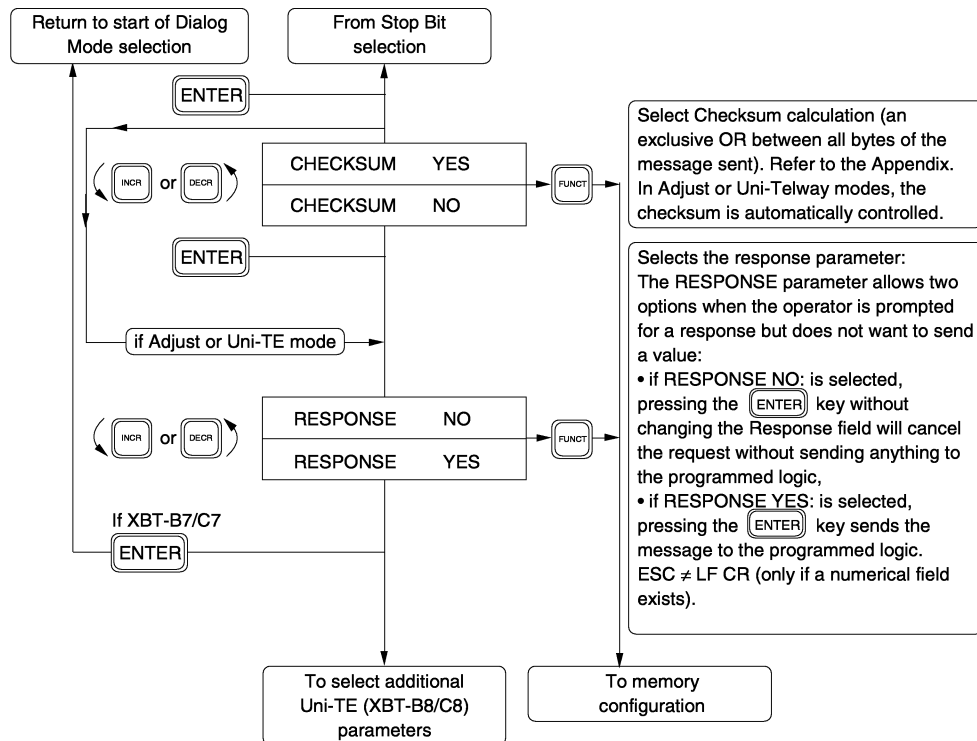 Return to start of Dialog
Mode selection
From Stop Bit
selection
ENTER
Select Checksum calculation (an
exclusive OR between all bytes of the
message sent). Refer to the Appendix.
In Adjust or Uni-Telway modes, the
checksum is automatically controlled.
INCR or DECR
CHECKSUM YES
CHECKSUM NO
FUNCT
ENTER
Selects the response parameter:
The RESPONSE parameter allows two
options when the operator is prompted
for a response but does not want to send
a value:
• if RESPONSE NO: is selected,
pressing the ENTER key without
changing the Response field will cancel
the request without sending anything to
the programmed logic,
• if RESPONSE YES: is selected,
pressing the ENTER key sends the
message to the programmed logic.
ESC ≠ LF CR (only if a numerical field
exists).
if Adjust or Uni-TE mode
INCR or DECR
RESPONSE NO
RESPONSE YES
FUNCT
If XBT-B7/C7
ENTER
To select additional
Uni-TE (XBT-B8/C8)
parameters
To memory
configuration